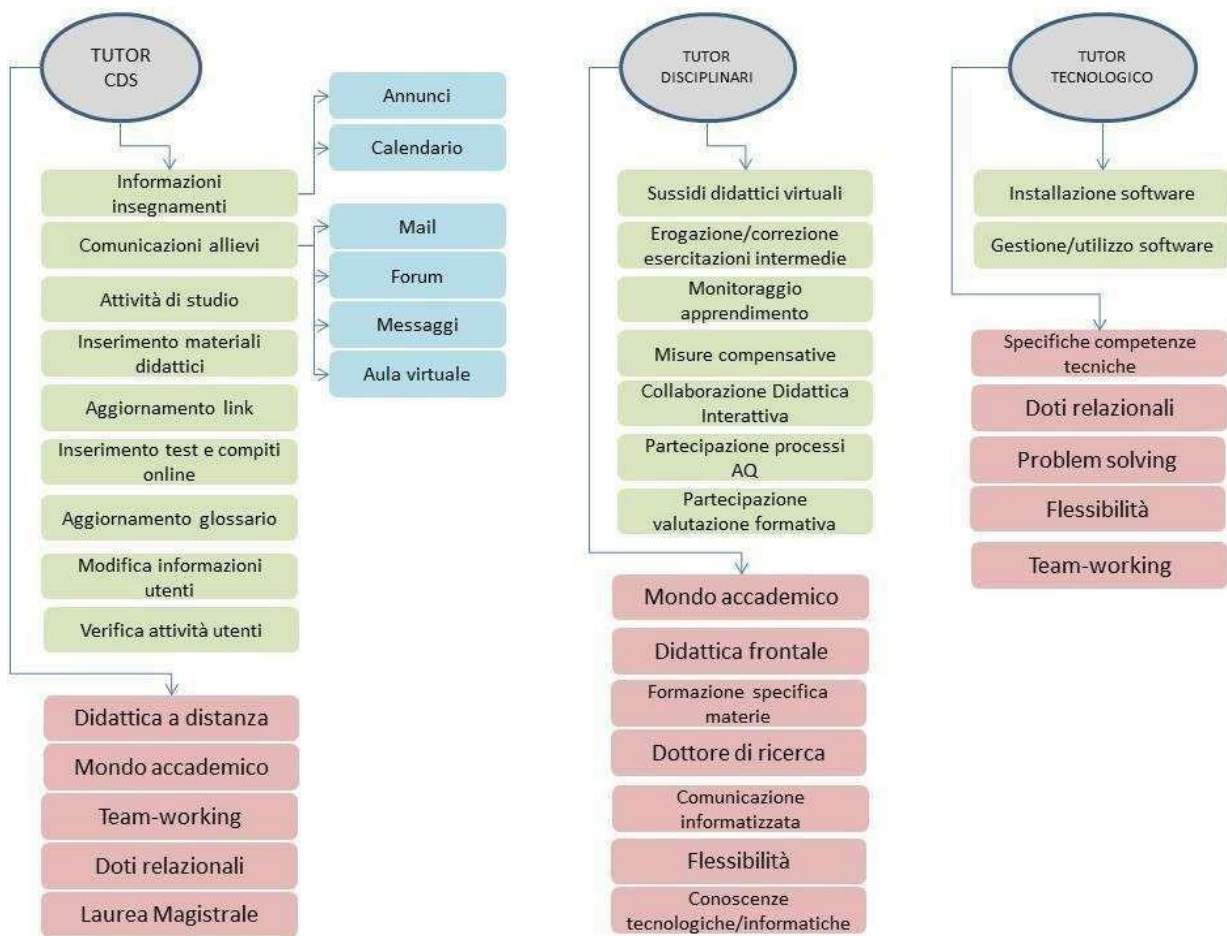 TUTOR
CDS
Annunci
Calendario
Informazioni
insegnamenti
Comunicazioni allievi
Mail
Forum
Messaggi
Aula virtuale
Attività di studio
Inserimento materiali
didattici
Aggiornamento link
Inserimento test e compiti
online
Aggiornamento glossario
Modifica informazioni
utenti
Verifica attività utenti
Didattica a distanza
Mondo accademico
Team-working
Doti relazionali
Laurea Magistrale
TUTOR
DISCIPLINARI
Sussidi didattici virtuali
Erogazione/correzione
esercitazioni intermedie
Monitoraggio
apprendimento
Misure compensative
Collaborazione Didattica
Interattiva
Partecipazione processi
AQ
Partecipazione
valutazione formativa
Mondo accademico
Didattica frontale
Formazione specifica
materie
Dottore di ricerca
Comunicazione
informatizzata
Flessibilità
Conoscenze
tecnologiche/informatiche
TUTOR
TECNOLOGICO
Installazione software
Gestione/utilizzo software
Specifiche competenze
tecniche
Doti relazionali
Problem solving
Flessibilità
Team-working